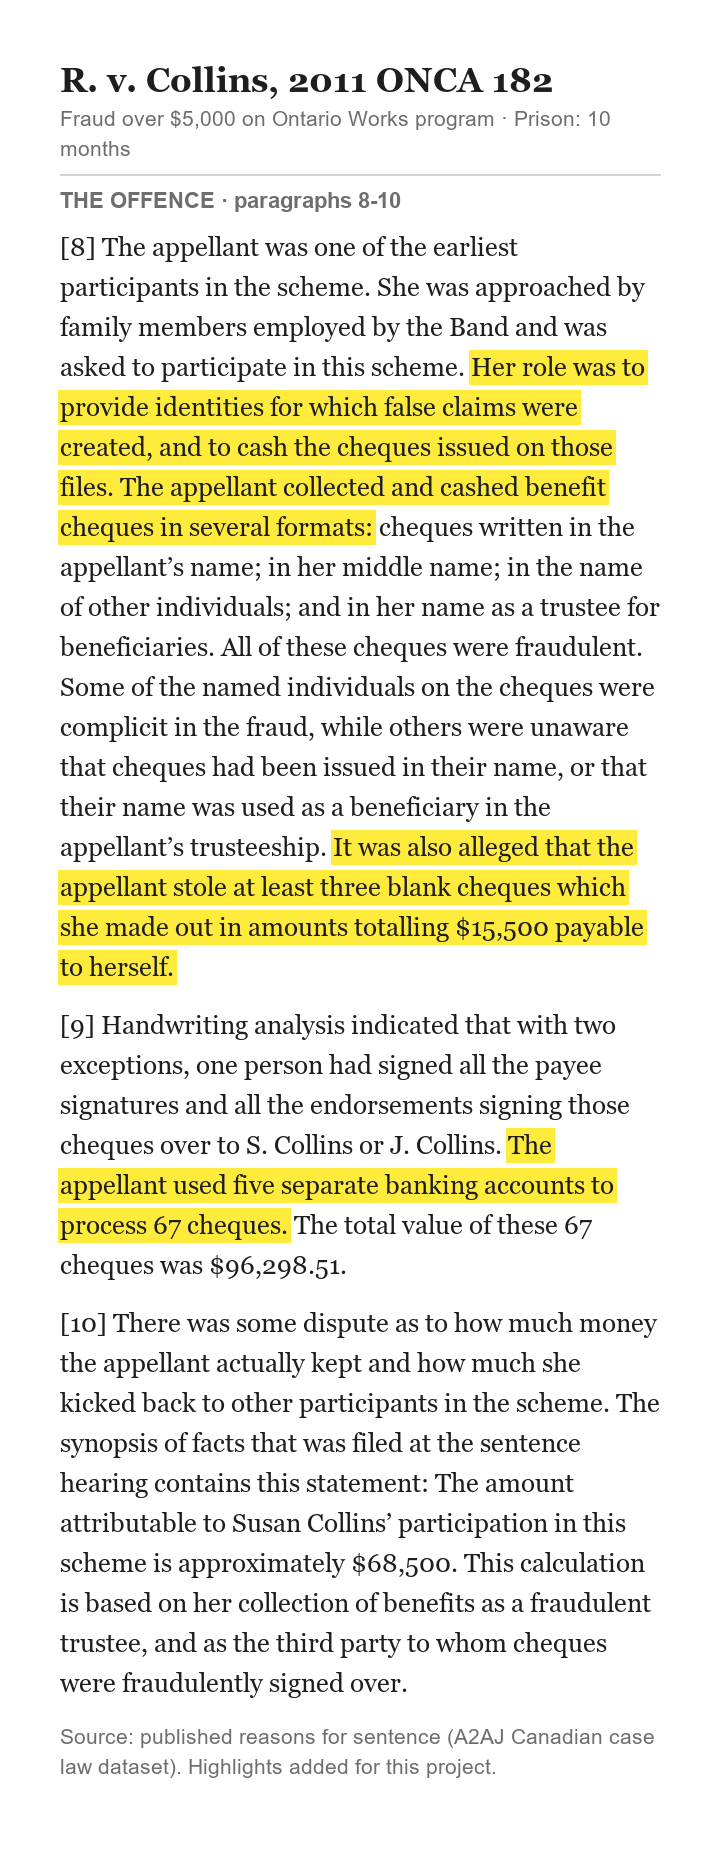 R. v. Collins, 2011 ONCA 182
Fraud over $5,000 on Ontario Works program · Prison: 10
months
THE OFFENCE · paragraphs 8-10
[8] The appellant was one of the earliest
participants in the scheme. She was approached by
family members employed by the Band and was
asked to participate in this scheme. Her role was to
provide identities for which false claims were
created, and to cash the cheques issued on those
files. The appellant collected and cashed benefit
cheques in several formats: cheques written in the
appellant’s name; in her middle name; in the name
of other individuals; and in her name as a trustee for
beneficiaries. All of these cheques were fraudulent.
Some of the named individuals on the cheques were
complicit in the fraud, while others were unaware
that cheques had been issued in their name, or that
their name was used as a beneficiary in the
appellant’s trusteeship. It was also alleged that the
appellant stole at least three blank cheques which
she made out in amounts totalling $15,500 payable
to herself.
[9] Handwriting analysis indicated that with two
exceptions, one person had signed all the payee
signatures and all the endorsements signing those
cheques over to S. Collins or J. Collins. The
appellant used five separate banking accounts to
process 67 cheques. The total value of these 67
cheques was $96,298.51.
[10] There was some dispute as to how much money
the appellant actually kept and how much she
kicked back to other participants in the scheme. The
synopsis of facts that was filed at the sentence
hearing contains this statement: The amount
attributable to Susan Collins’ participation in this
scheme is approximately $68,500. This calculation
is based on her collection of benefits as a fraudulent
trustee, and as the third party to whom cheques
were fraudulently signed over.
Source: published reasons for sentence (A2AJ Canadian case
law dataset). Highlights added for this project.